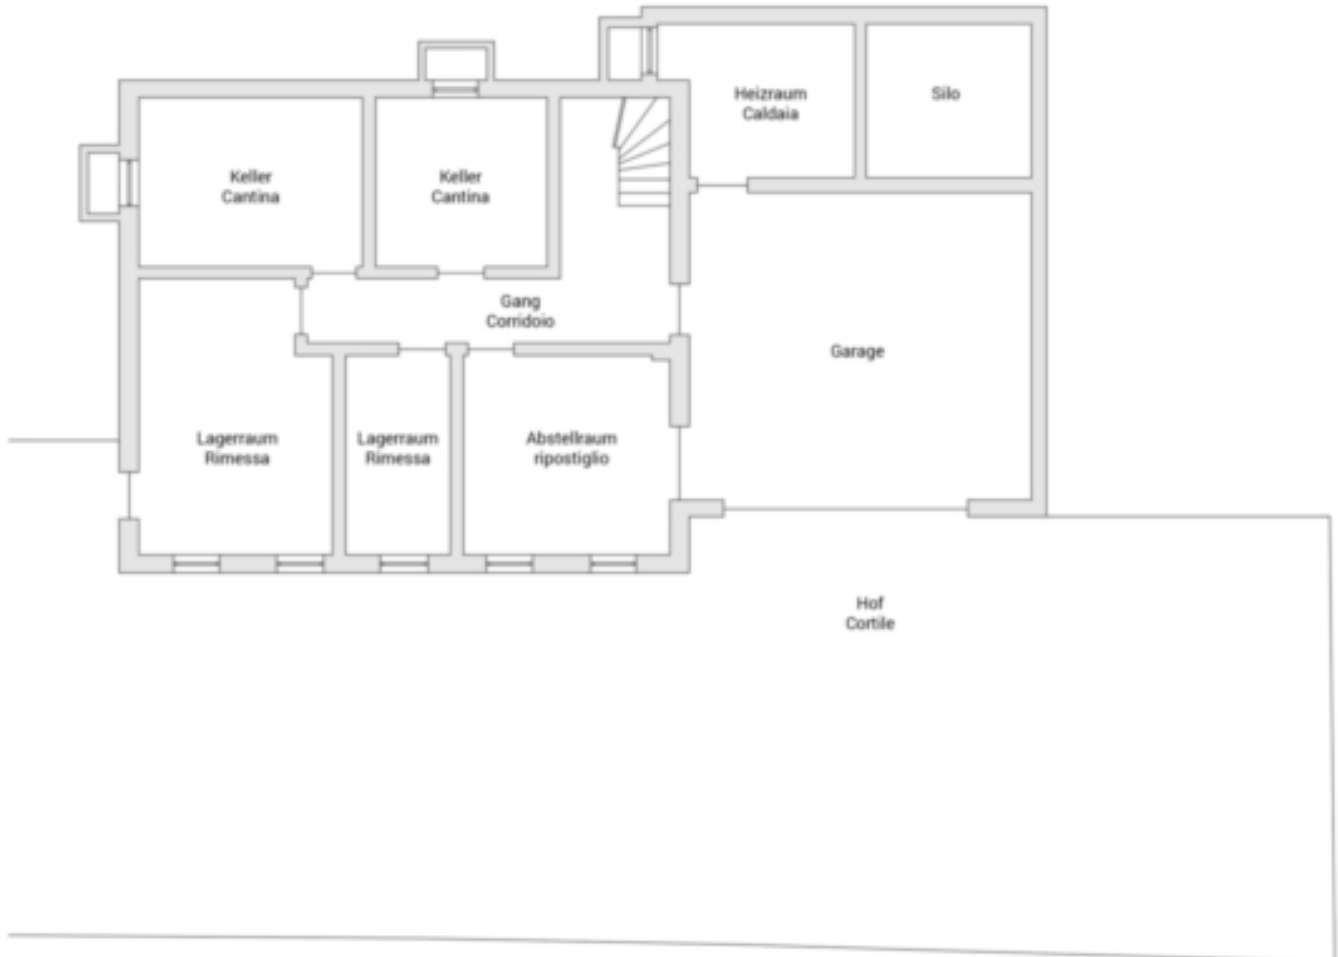 Heizraum
Caldaia
Silo
Keller
Cantina
Keller
Cantina
Gang
Corridoio
Garage
Lagerraum
Rimessa
Lagerraum
Rimessa
Abstellraum
ripostiglio
Hof
Cortile